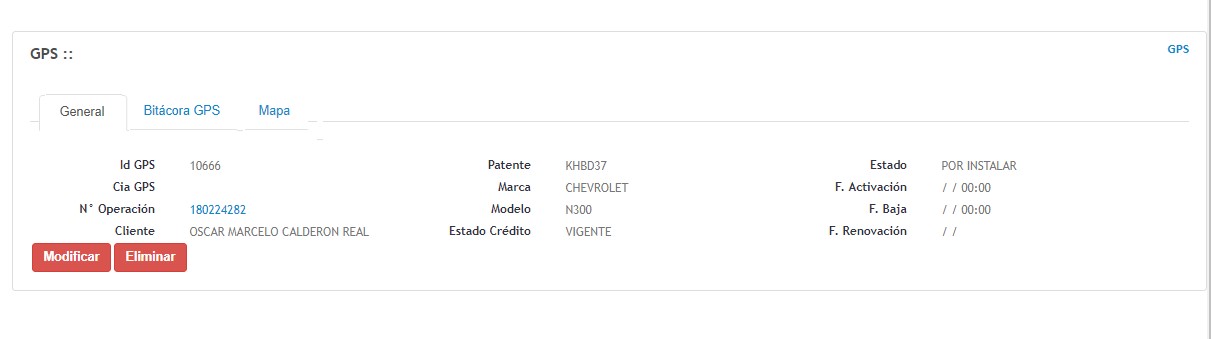 GPS ::
GPS
General Bitácora GPS Mapa
Id GPS 10666 Patente KHBD37 Estado POR INSTALAR
Cia GPS Marca CHEVROLET F. Activación / / 00:00
N° Operación 180224282 Modelo N300 F. Baja / / 00:00
Cliente OSCAR MARCELO CALDERON REAL Estado Crédito VIGENTE F. Renovación / /
Modificar Eliminar